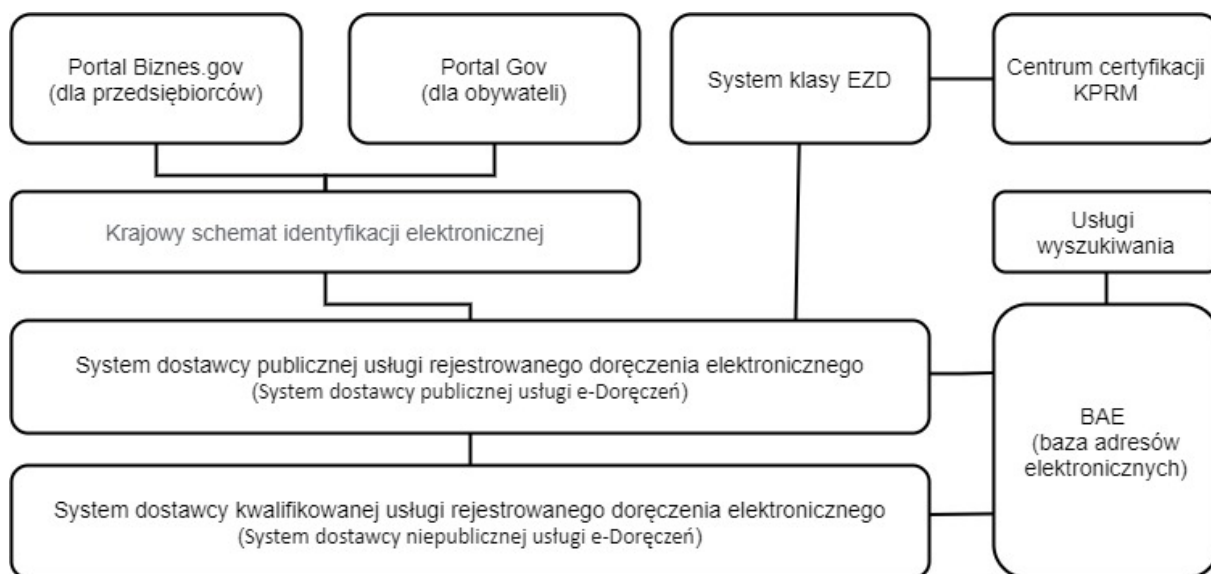 Portal Biznes.gov
(dla przedsiębiorców)
Portal Gov
(dla obywateli)
System klasy EZD
Centrum certyfikacji
KPRM
Krajowy schemat identyfikacji elektronicznej
Usługi
wyszukiwania
System dostawcy publicznej usługi rejestrowanego doręczenia elektronicznego
(System dostawcy publicznej usługi e-Doręczeń)
BAE
(baza adresów
elektronicznych)
System dostawcy kwalifikowanej usługi rejestrowanego doręczenia elektronicznego
(System dostawcy niepublicznej usługi e-Doręczeń)